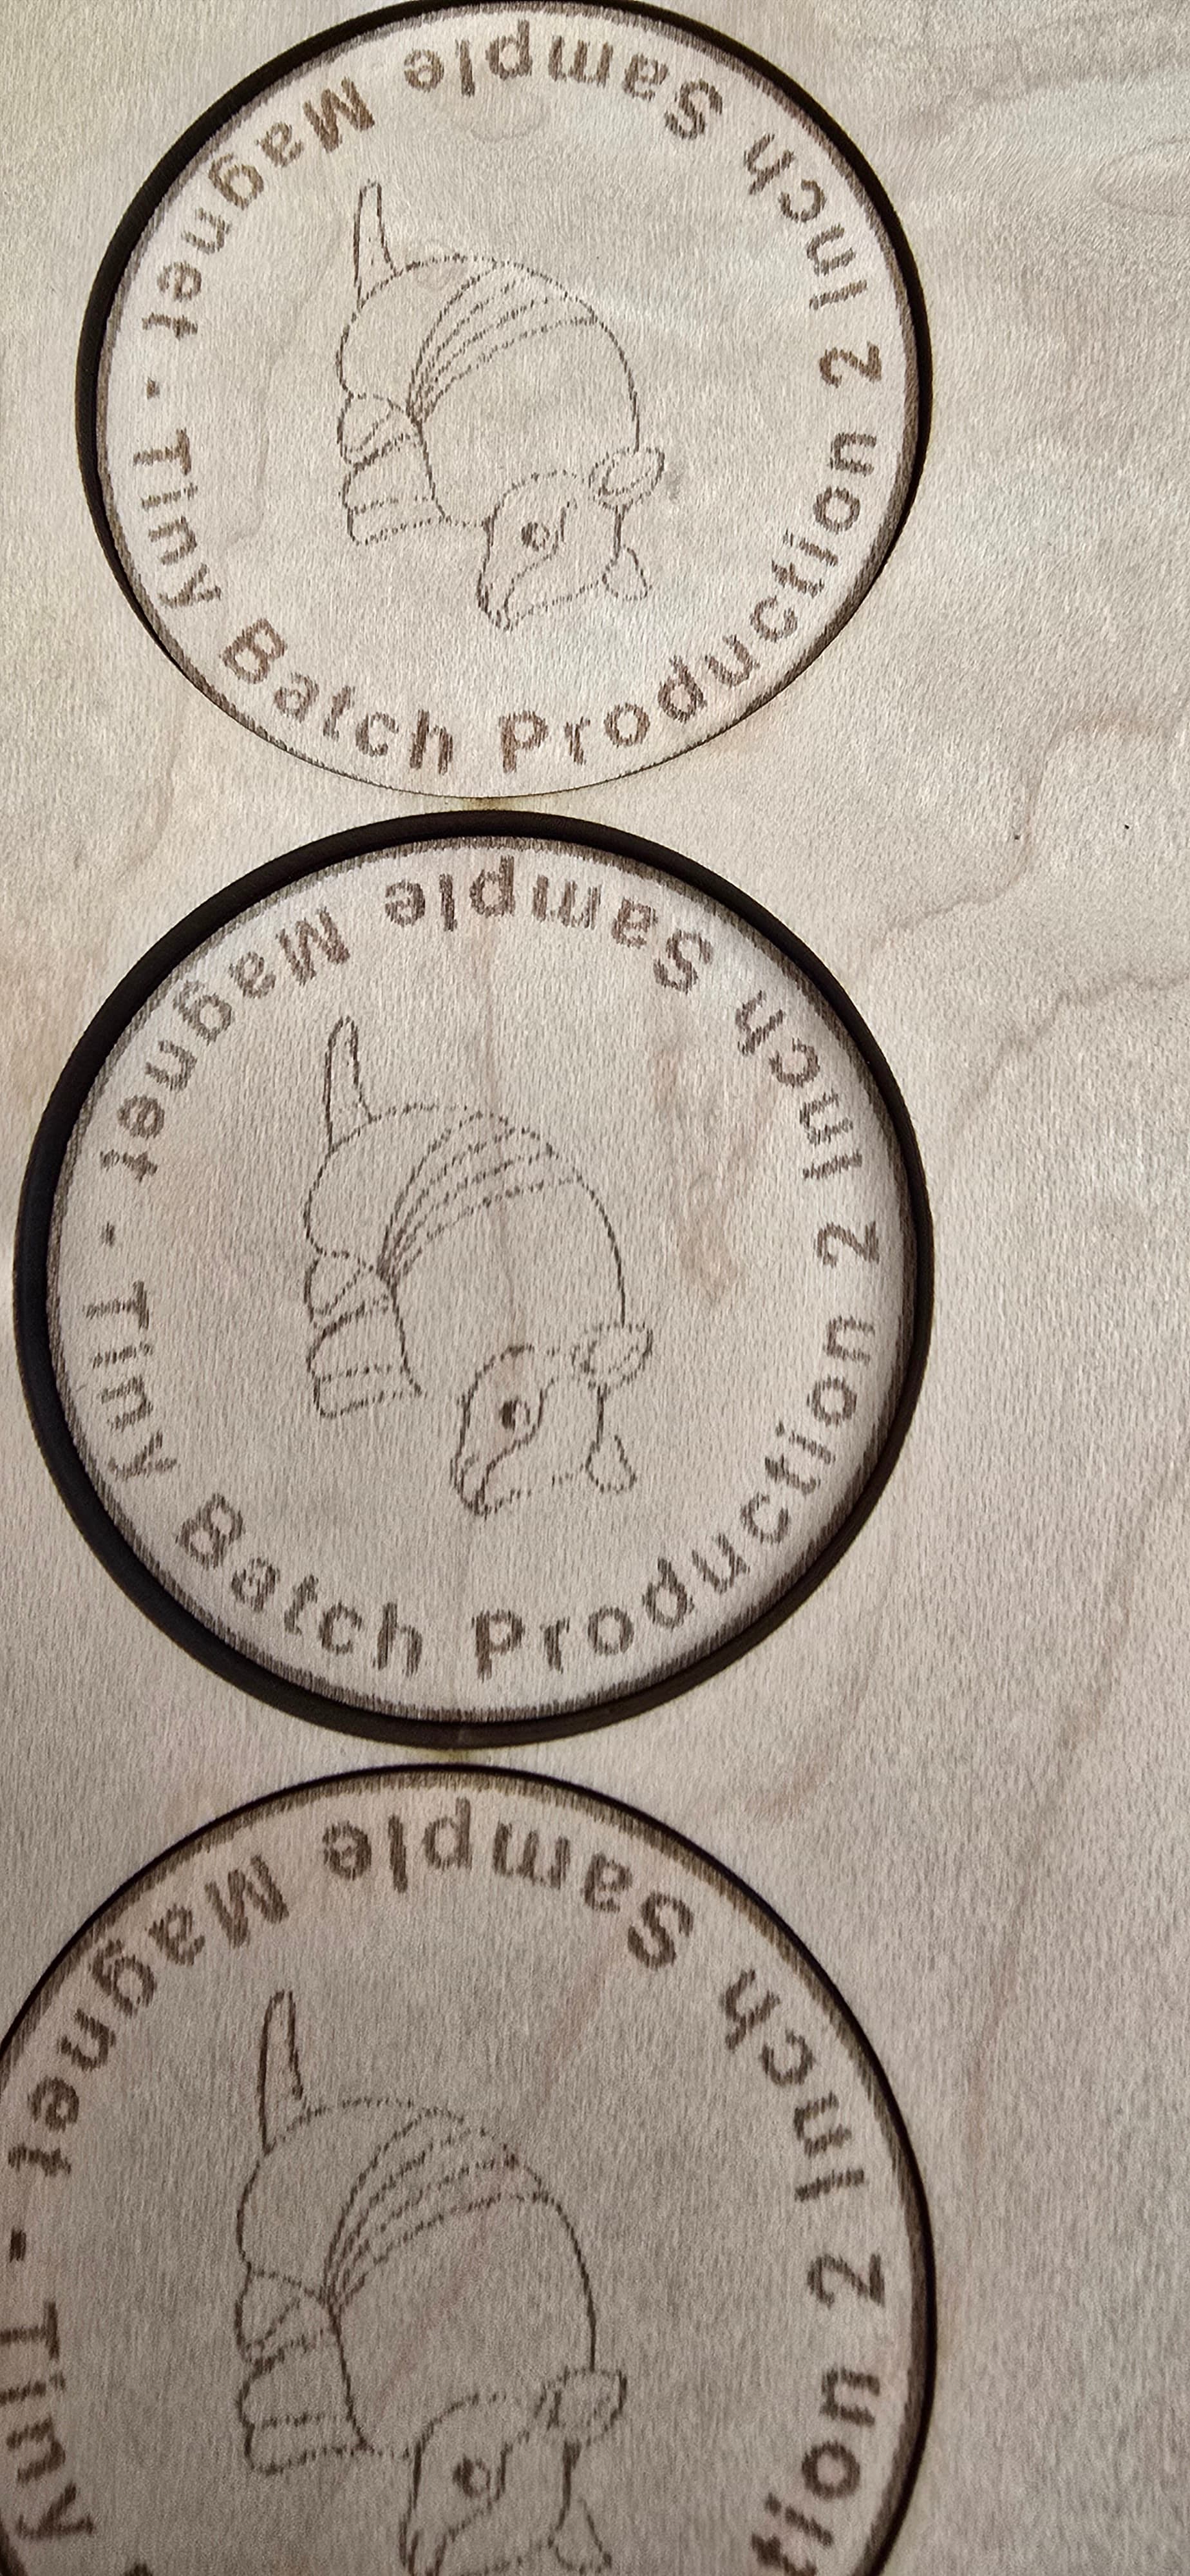 Tiny Batch Production 2 Inch Sample Magnet -
Tiny Batch Production 2 Inch Sample Magnet -
tion 2 Inch Sample Magnet - Tiny